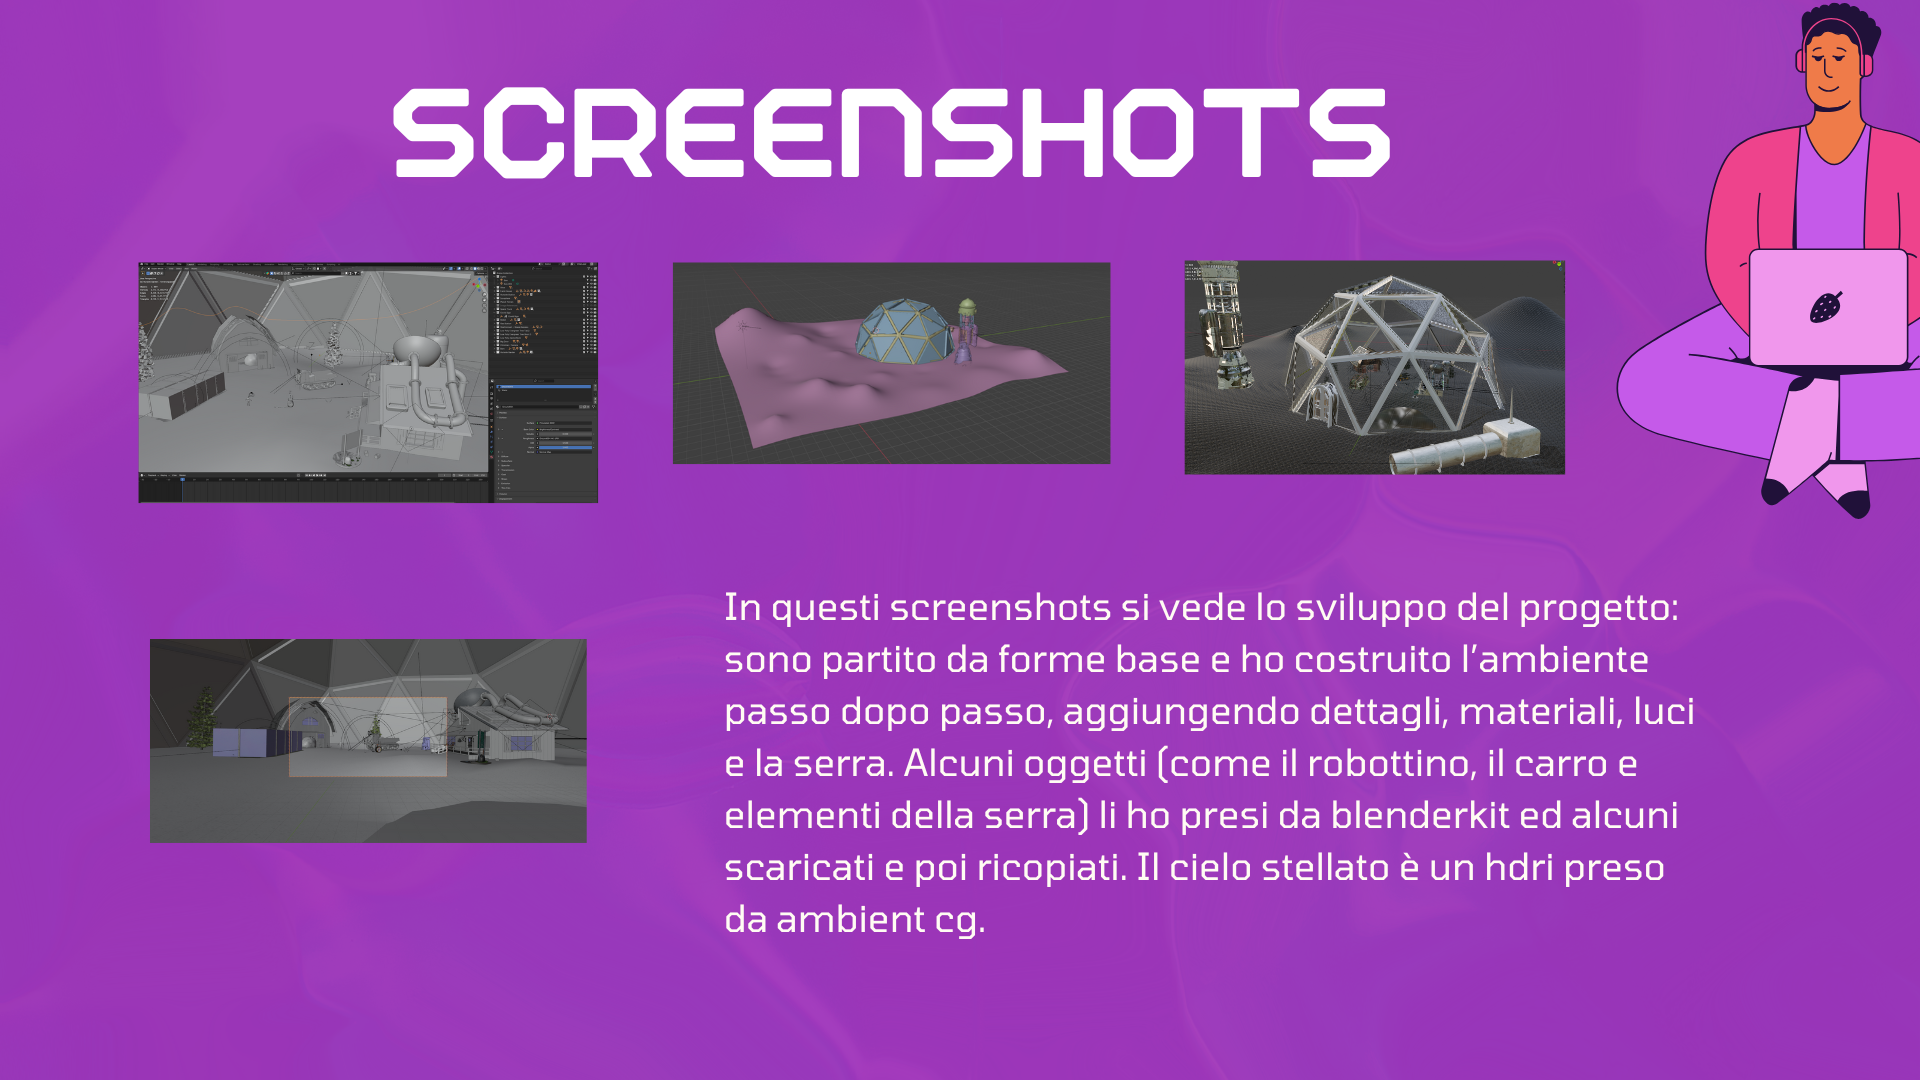 SCREENSHOTS
In questi screenshots si vede lo sviluppo del progetto:
sono partito da forme base e ho costruito l'ambiente
passo dopo passo, aggiungendo dettagli, materiali, luci
e la serra. Alcuni oggetti (come il robottino, il carro e
elementi della serra) li ho presi da blenderkit ed alcuni
scaricati e poi ricopiati. Il cielo stellato è un hdri preso
da ambient cg.